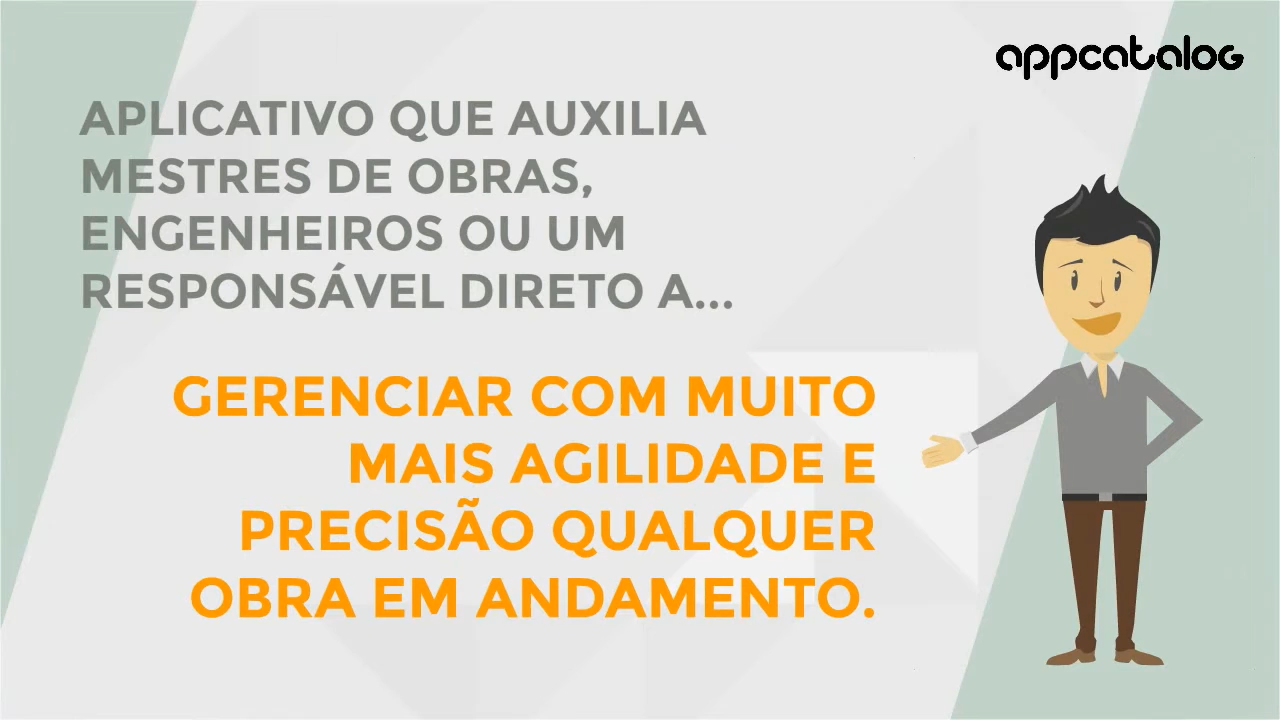 appcatalog
APLICATIVO QUE AUXILIA
MESTRES DE OBRAS,
ENGENHEIROS OU UM
RESPONSÁVEL DIRETO A...
GERENCIAR COM MUITO
MAIS AGILIDADE E
PRECISÃO QUALQUER
OBRA EM ANDAMENTO.